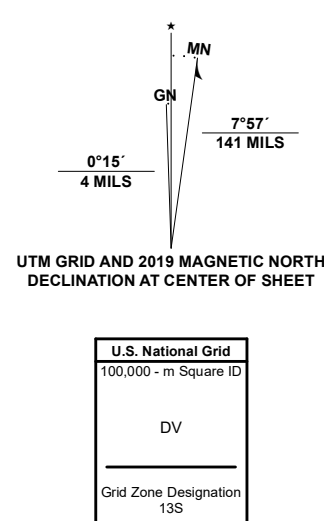 ★
MN
GN
7°57´
141 MILS
0°15´
4 MILS
UTM GRID AND 2019 MAGNETIC NORTH
DECLINATION AT CENTER OF SHEET
U.S. National Grid
100,000 - m Square ID
DV
Grid Zone Designation
13S